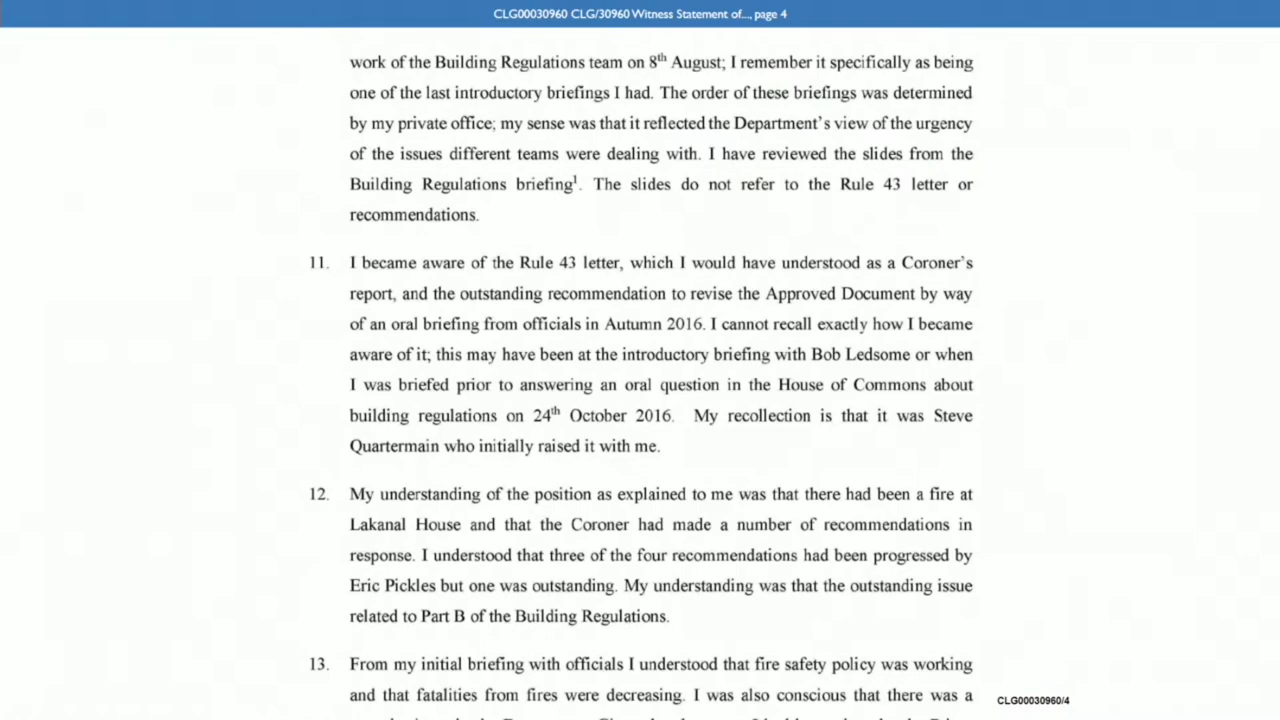 CLG00030960 CLG/30960 Witness Statement of..., page 4
work of the Building Regulations team on 8th August; I remember it specifically as being
one of the last introductory briefings I had. The order of these briefings was determined
by my private office; my sense was that it reflected the Department's view of the urgency
of the issues different teams were dealing with. I have reviewed the slides from the
Building Regulations briefing1. The slides do not refer to the Rule 43 letter or
recommendations.
11. I became aware of the Rule 43 letter, which I would have understood as a Coroner's
report, and the outstanding recommendation to revise the Approved Document by way
of an oral briefing from officials in Autumn 2016. I cannot recall exactly how I became
aware of it; this may have been at the introductory briefing with Bob Ledsome or when
I was briefed prior to answering an oral question in the House of Commons about
building regulations on 24th October 2016. My recollection is that it was Steve
Quartermain who initially raised it with me.
12. My understanding of the position as explained to me was that there had been a fire at
Lakanal House and that the Coroner had made a number of recommendations in
response. I understood that three of the four recommendations had been progressed by
Eric Pickles but one was outstanding. My understanding was that the outstanding issue
related to Part B of the Building Regulations.
13. From my initial briefing with officials I understood that fire safety policy was working
and that fatalities from fires were decreasing. I was also conscious that there was a
CLG00030960/4